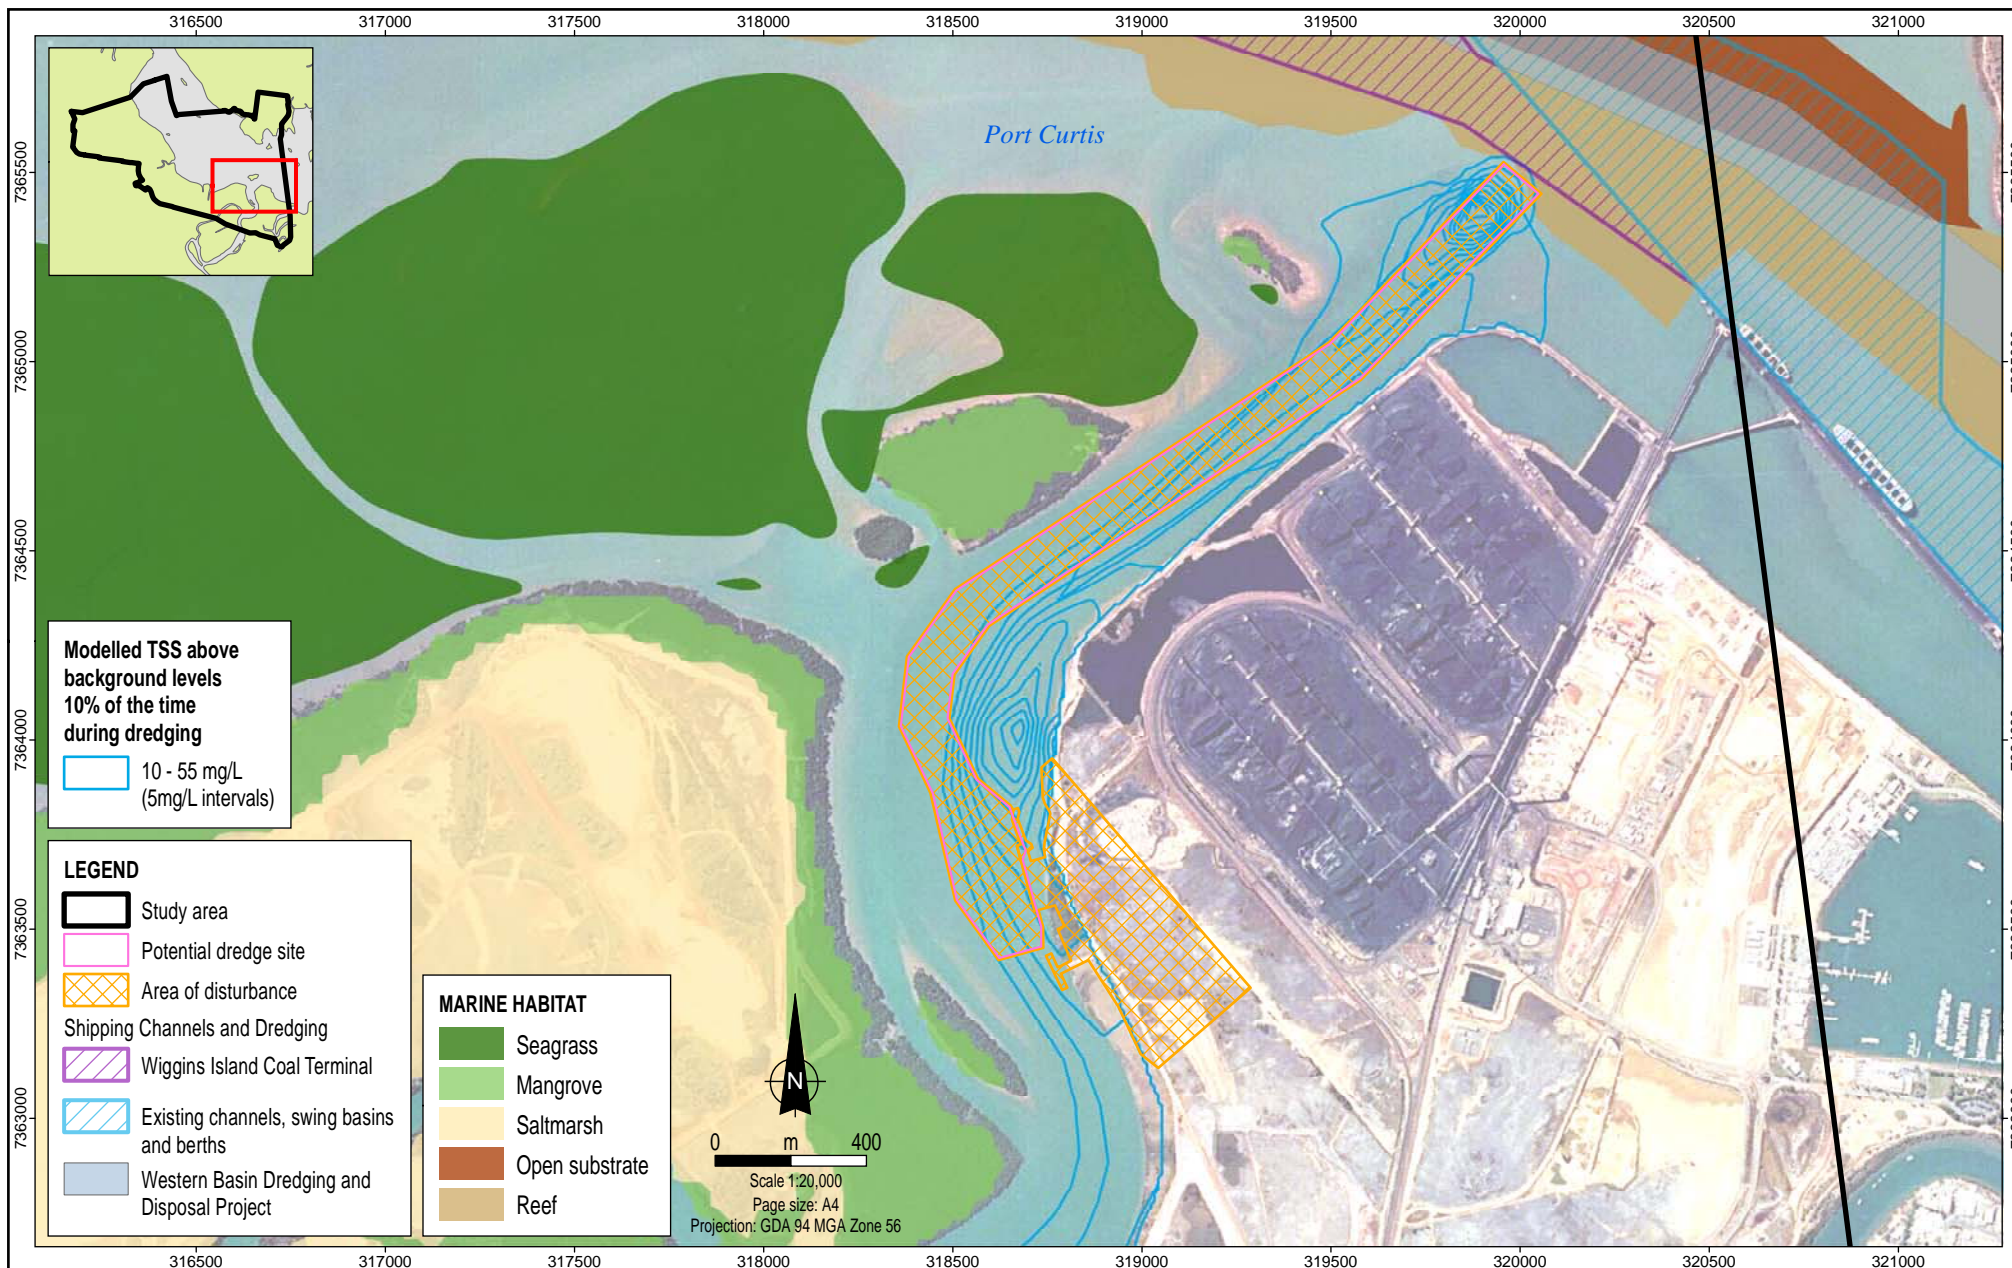 316500 317000 317500 318000 318500 319000 319500 320000 320500 321000
Port Curtis
7365500
7365000
7364500
7364000
7363500
7363000
Modelled TSS above
background levels
10% of the time
during dredging
10 - 55 mg/L
(5mg/L intervals)
LEGEND
Study area
Potential dredge site
Area of disturbance
Shipping Channels and Dredging
Wiggins Island Coal Terminal
Existing channels, swing basins
and berths
Western Basin Dredging and
Disposal Project
MARINE HABITAT
Seagrass
Mangrove
Saltmarsh
Open substrate
Reef
N
0 m 400
Scale 1:20,000
Page size: A4
Projection: GDA 94 MGA Zone 56
316500 317000 317500 318000 318500 319000 319500 320000 320500 321000